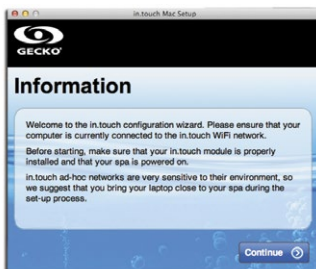 in.touch Mac Setup
GECKO
Information
Welcome to the in.touch configuration wizard. Please ensure that your
computer is currently connected to the in.touch WiFi network.
Before starting, make sure that your in.touch module is properly
installed and that your spa is powered on.
in.touch ad-hoc networks are very sensitive to their environment, so
we suggest that you bring your laptop close to your spa during the
set-up process.
Continue